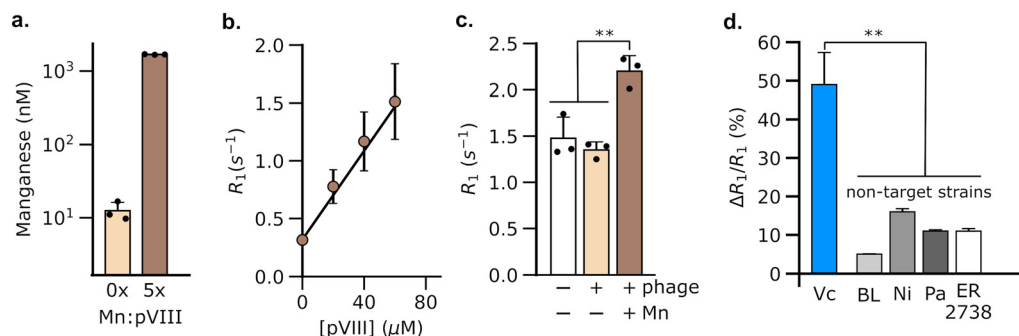 a.
Manganese (nM)
10³
10²
10¹
0x 5x
Mn:pVIII
b.
R₁(s⁻¹)
2.0
1.5
1.0
0.5
0.0
0 40 80
[pVIII] (μM)
c.
**
R₁ (s⁻¹)
2.5
2.0
1.5
1.0
0.5
0.0
− + + phage
− − + Mn
d.
**
ΔR₁/R₁ (%)
60
50
40
30
20
10
0
non-target strains
Vc BL Ni Pa ER
2738